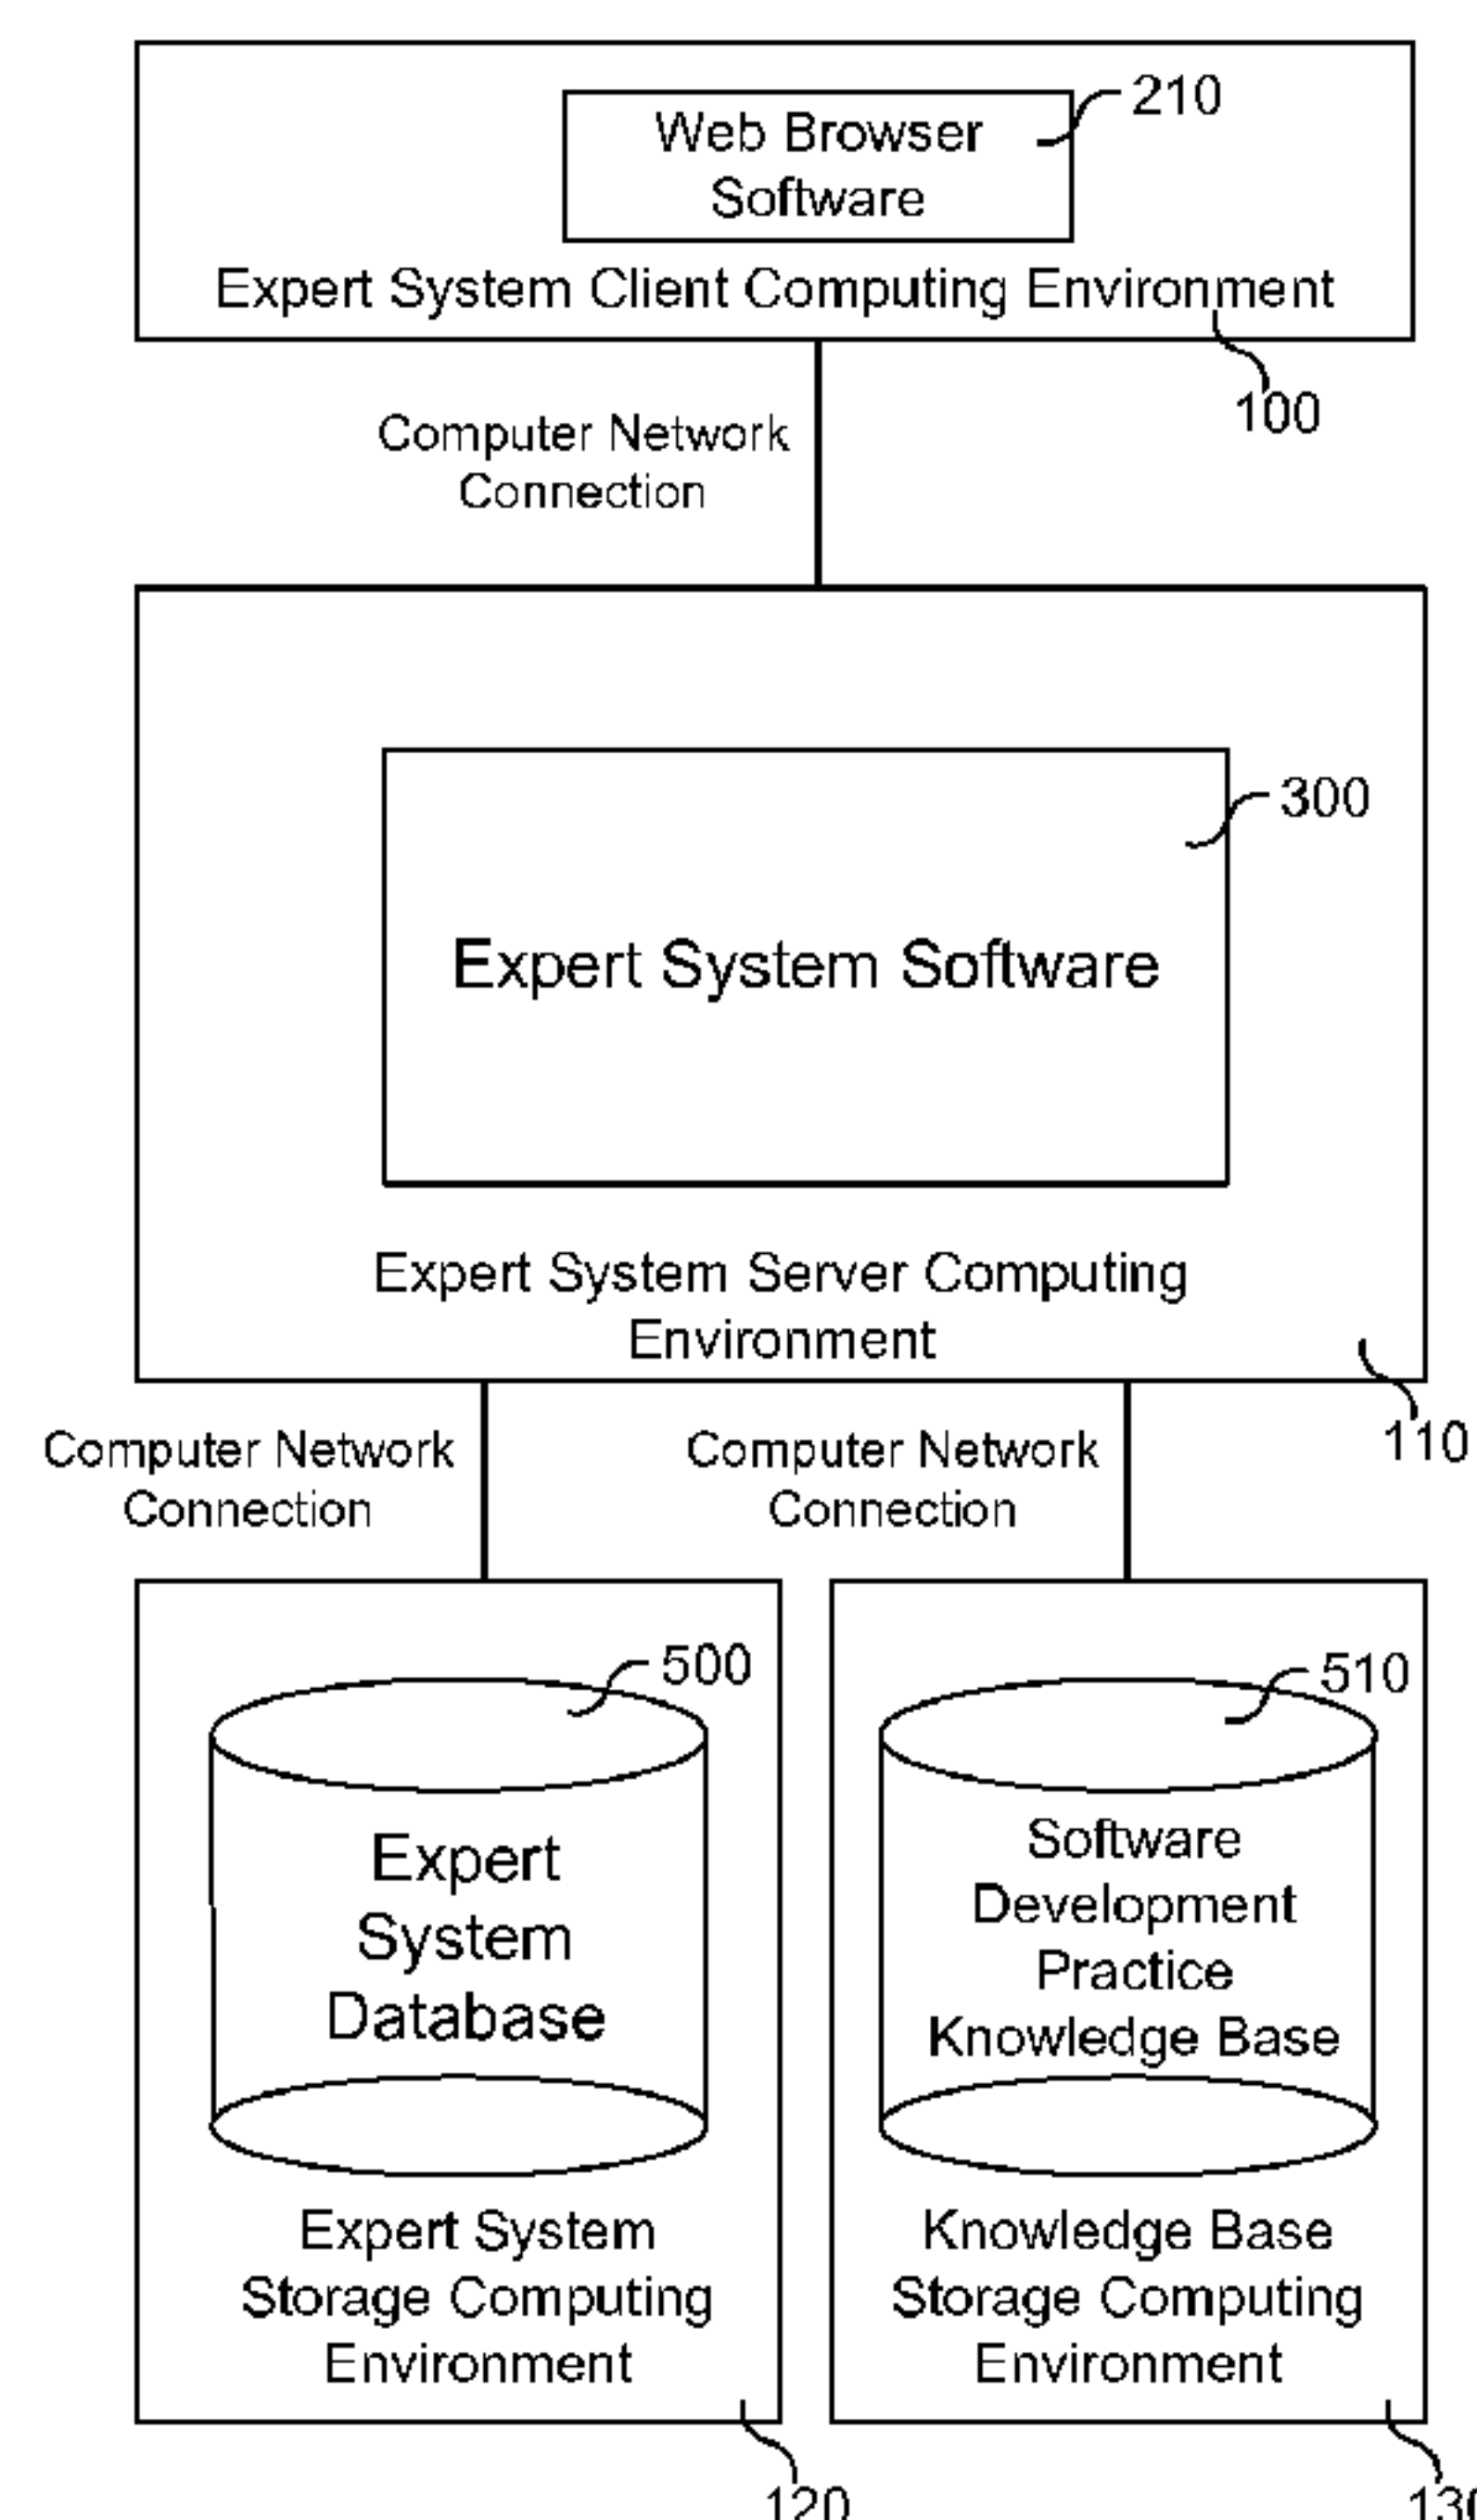 210
Web Browser
Software
Expert System Client Computing Environment
100
Computer Network
Connection
300
Expert System Software
Expert System Server Computing
Environment
110
Computer Network
Connection
Computer Network
Connection
500
Expert
System
Database
Expert System
Storage Computing
Environment
120
510
Software
Development
Practice
Knowledge Base
Knowledge Base
Storage Computing
Environment
130